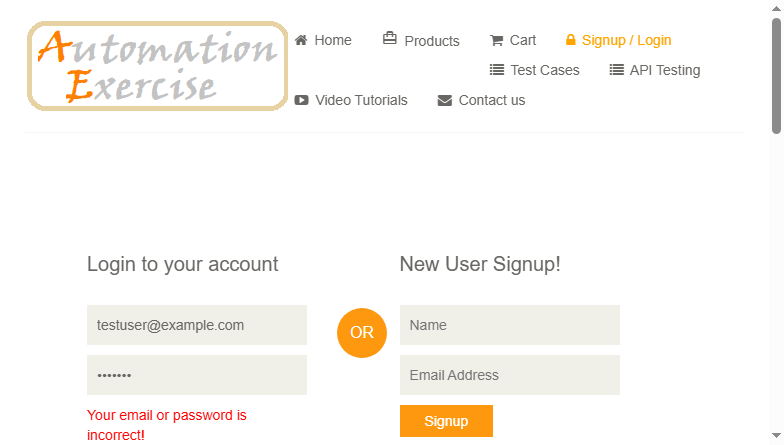 Automation
Exercise
Home
Products
Cart
Signup / Login
Test Cases
API Testing
Video Tutorials
Contact us
Login to your account
testuser@example.com
•••••••
Your email or password is
incorrect!
OR
New User Signup!
Name
Email Address
Signup